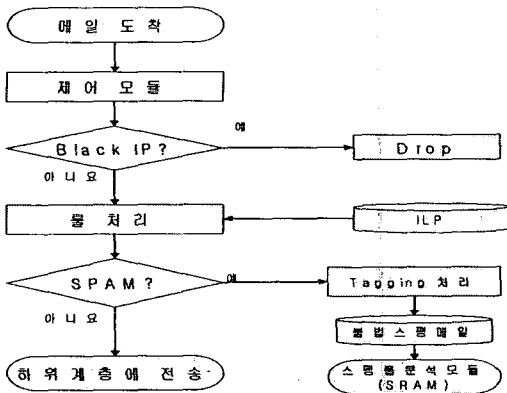 메일 도착
제어 모듈
Black IP?
예
Drop
아니요
룰 처리
ILP
SPAM?
예
Tagging 처리
아니요
불법스팸메일
하위계층에 전송
스팸룰분석모듈
(SRAM)